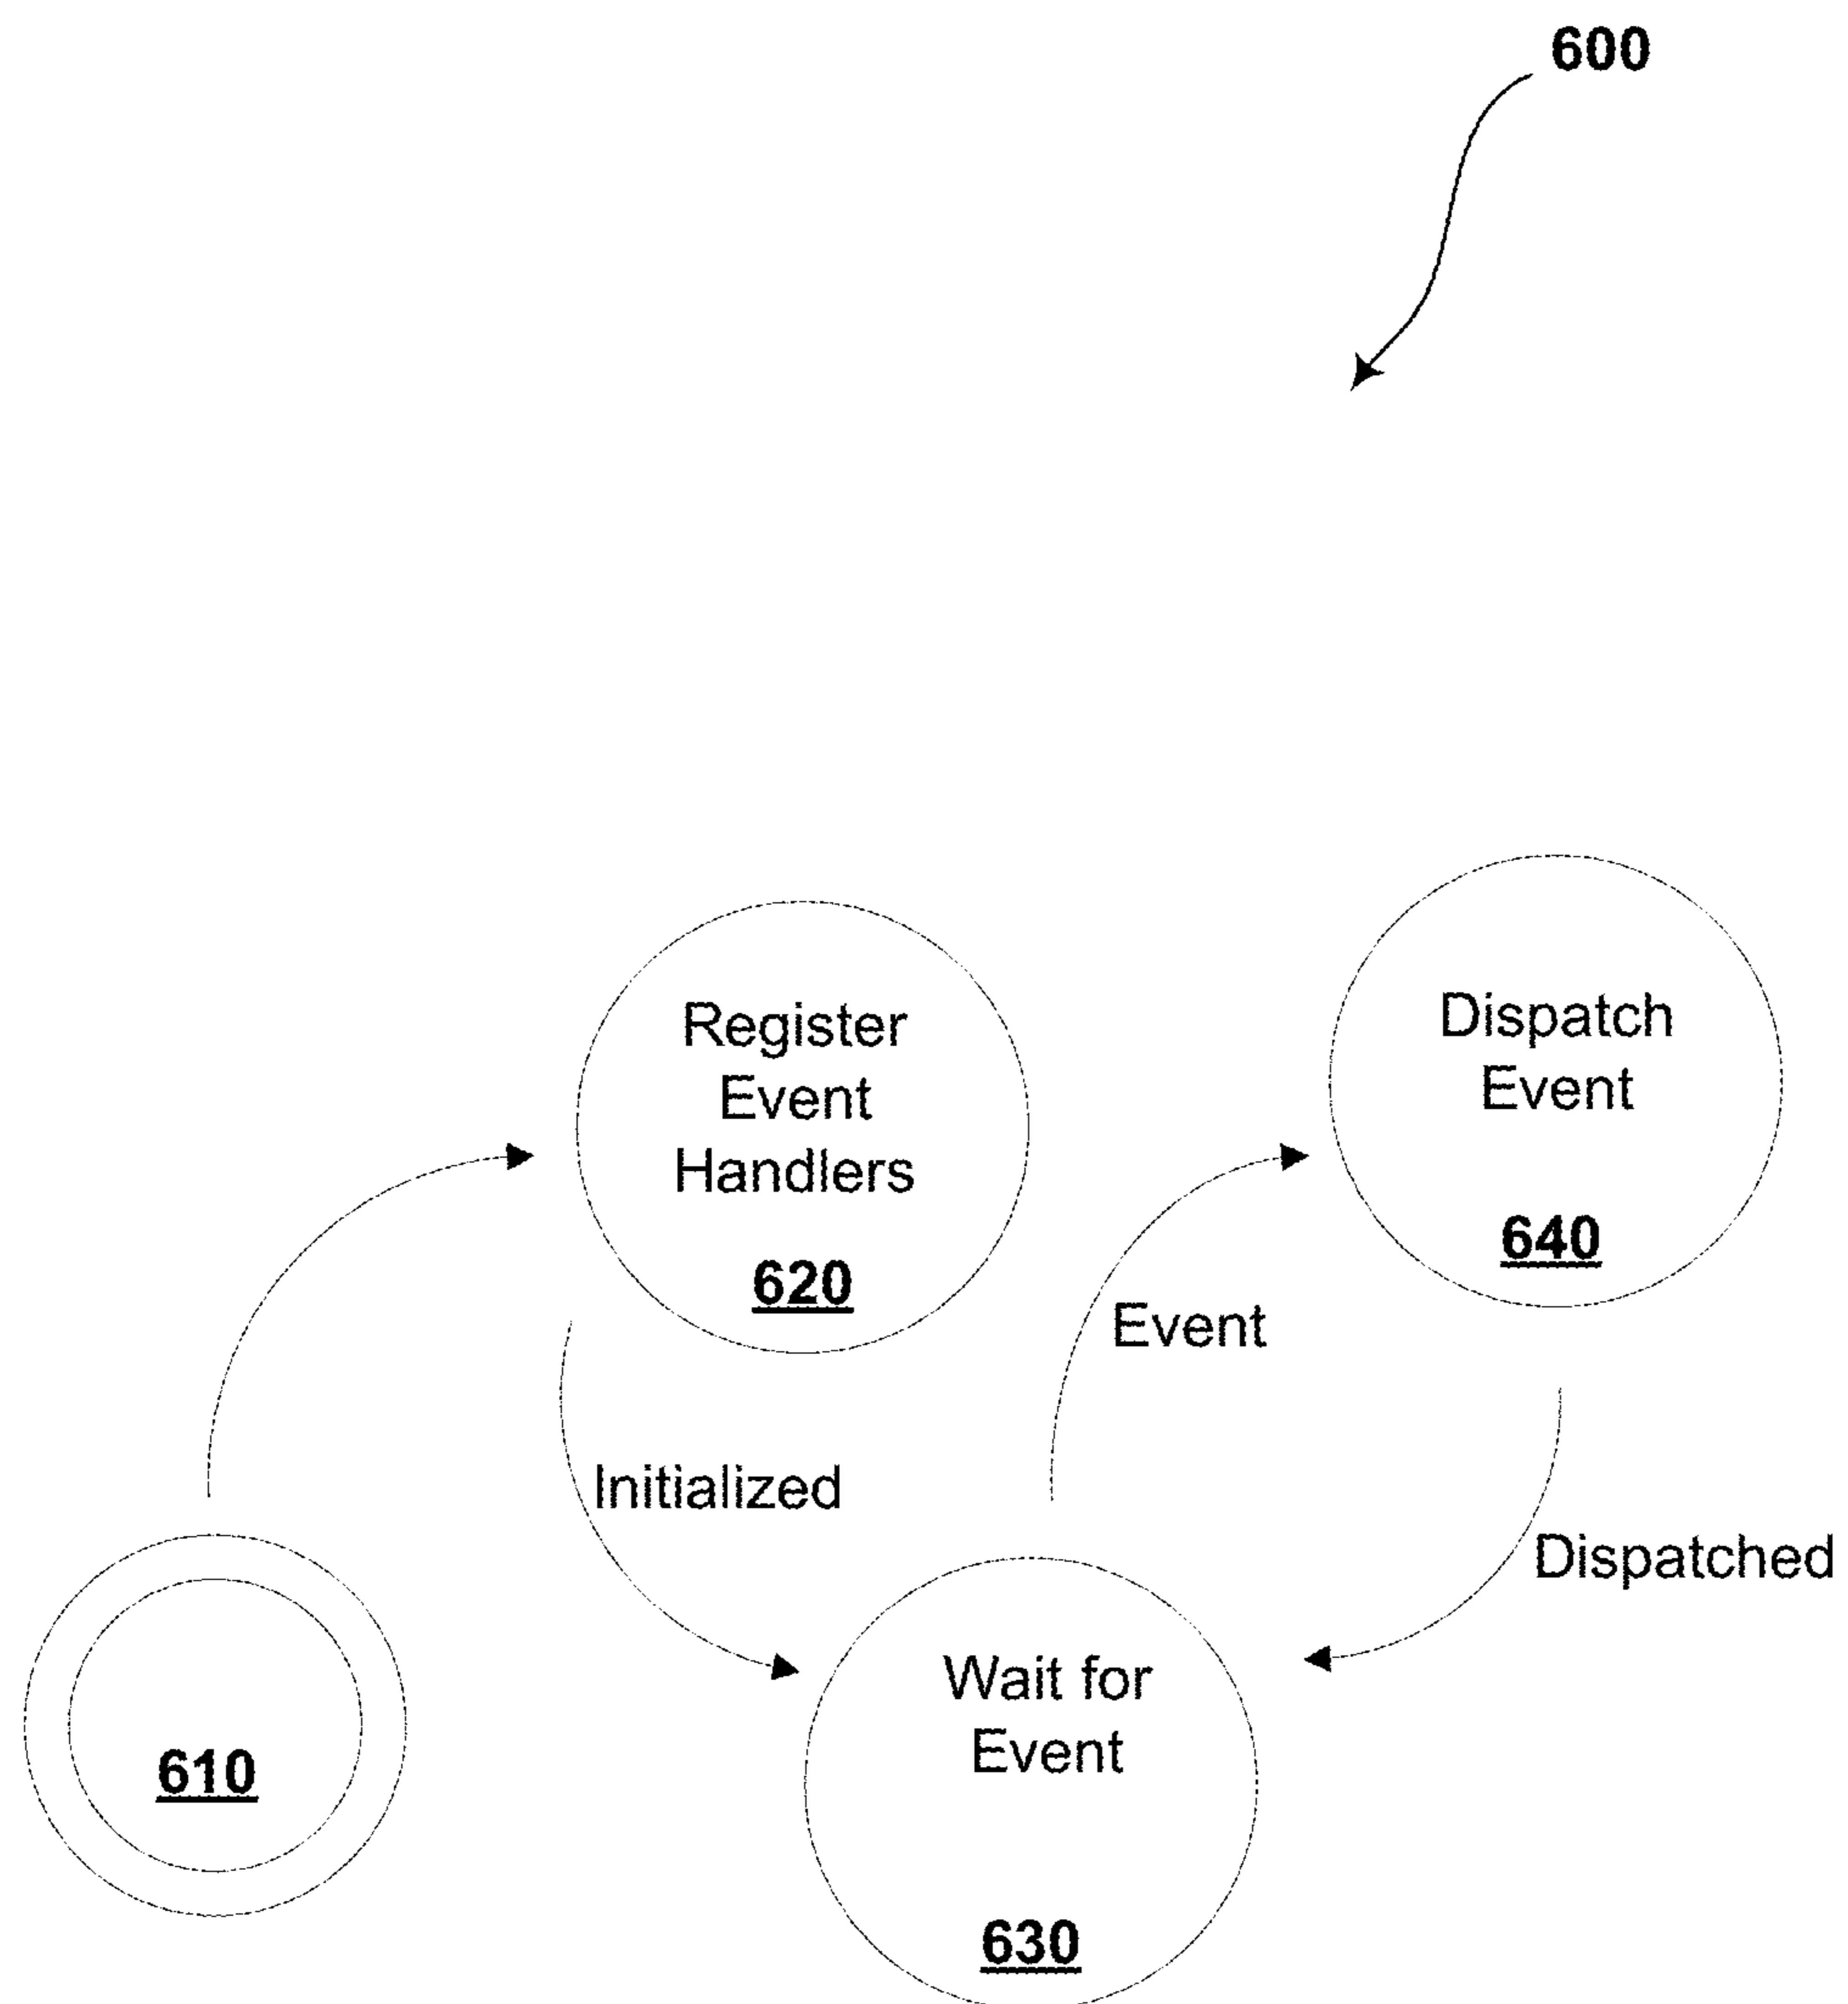 600
Register
Event
Handlers
620
Dispatch
Event
640
Event
Initialized
Dispatched
610
Wait for
Event
630